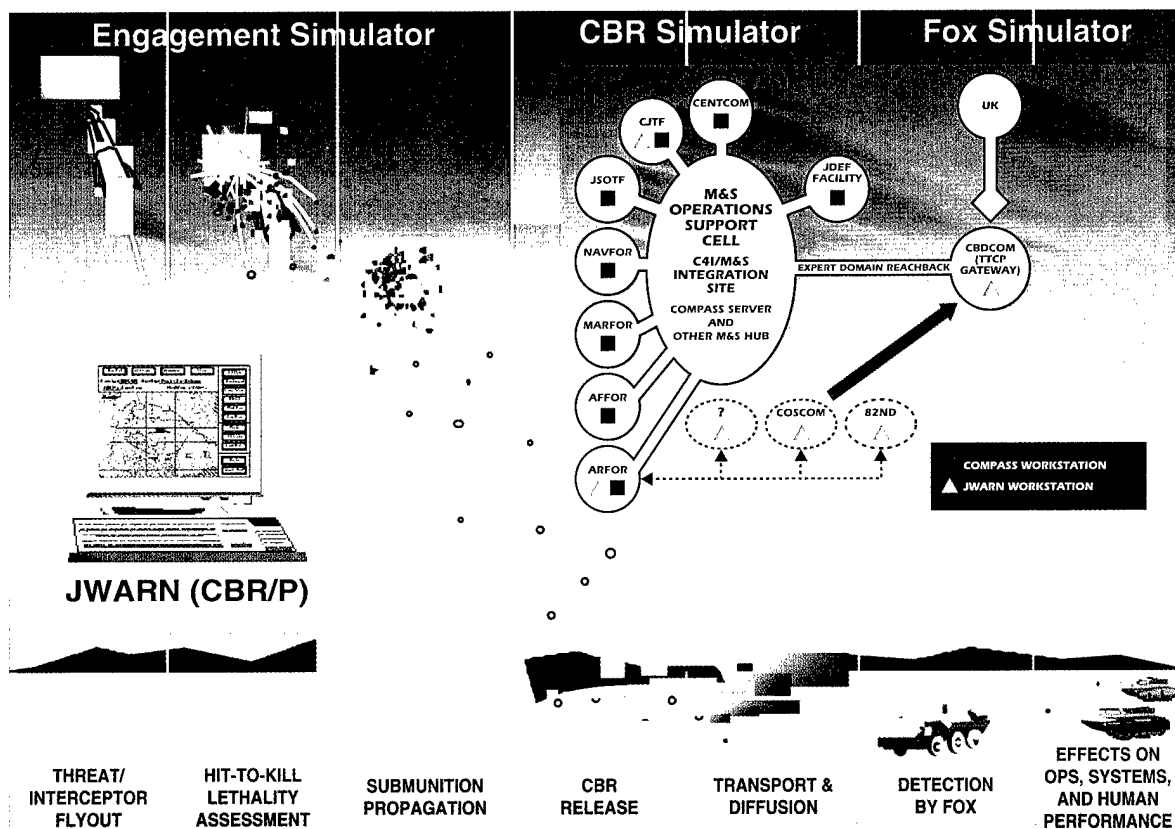 Engagement Simulator
CBR Simulator
Fox Simulator
CENTCOM
CJTF
JSOTF
JDEF
FACILITY
NAVFOR
MARFOR
AFFOR
ARFOR
M&S
OPERATIONS
SUPPORT
CELL
C4I/M&S
INTEGRATION
SITE
COMPASS SERVER
AND
OTHER M&S HUB
EXPERT DOMAIN REACHBACK
UK
CBDCOM
(TTCP
GATEWAY)
?
COSCOM
82ND
COMPASS WORKSTATION
JWARN WORKSTATION
JWARN (CBR/P)
THREAT/
INTERCEPTOR
FLYOUT
HIT-TO-KILL
LETHALITY
ASSESSMENT
SUBMUNITION
PROPAGATION
CBR
RELEASE
TRANSPORT &
DIFFUSION
DETECTION
BY FOX
EFFECTS ON
OPS, SYSTEMS,
AND HUMAN
PERFORMANCE